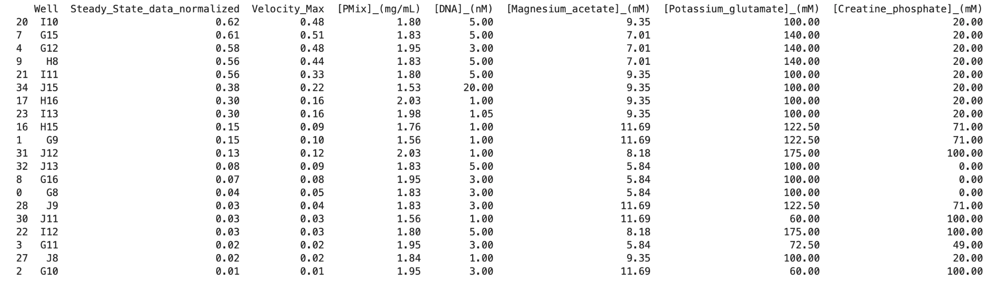 Well Steady_State_data_normalized Velocity_Max [PMix]_(mg/mL) [DNA]_(nM) [Magnesium_acetate]_(mM) [Potassium_glutamate]_(mM) [Creatine_phosphate]_(mM)
20 I10 0.62 0.48 1.80 5.00 9.35 100.00 20.00
7 G15 0.61 0.51 1.83 5.00 7.01 140.00 20.00
4 G12 0.58 0.48 1.95 3.00 7.01 140.00 20.00
9 H8 0.56 0.44 1.83 5.00 7.01 140.00 20.00
21 I11 0.56 0.33 1.80 5.00 9.35 100.00 20.00
34 J15 0.38 0.22 1.53 20.00 9.35 100.00 20.00
17 H16 0.30 0.16 2.03 1.00 9.35 100.00 20.00
23 I13 0.30 0.16 1.98 1.05 9.35 100.00 20.00
16 H15 0.15 0.09 1.76 1.00 11.69 122.50 71.00
1 G9 0.15 0.10 1.56 1.00 11.69 122.50 71.00
31 J12 0.13 0.12 2.03 1.00 8.18 175.00 100.00
32 J13 0.08 0.09 1.83 5.00 5.84 100.00 0.00
8 G16 0.07 0.08 1.95 3.00 5.84 100.00 0.00
0 G8 0.04 0.05 1.83 3.00 5.84 100.00 0.00
28 J9 0.03 0.04 1.83 3.00 11.69 122.50 71.00
30 J11 0.03 0.03 1.56 1.00 11.69 60.00 100.00
22 I12 0.03 0.03 1.80 5.00 8.18 175.00 100.00
3 G11 0.02 0.02 1.95 3.00 5.84 72.50 49.00
27 J8 0.02 0.02 1.84 1.00 9.35 100.00 20.00
2 G10 0.01 0.01 1.95 3.00 11.69 60.00 100.00